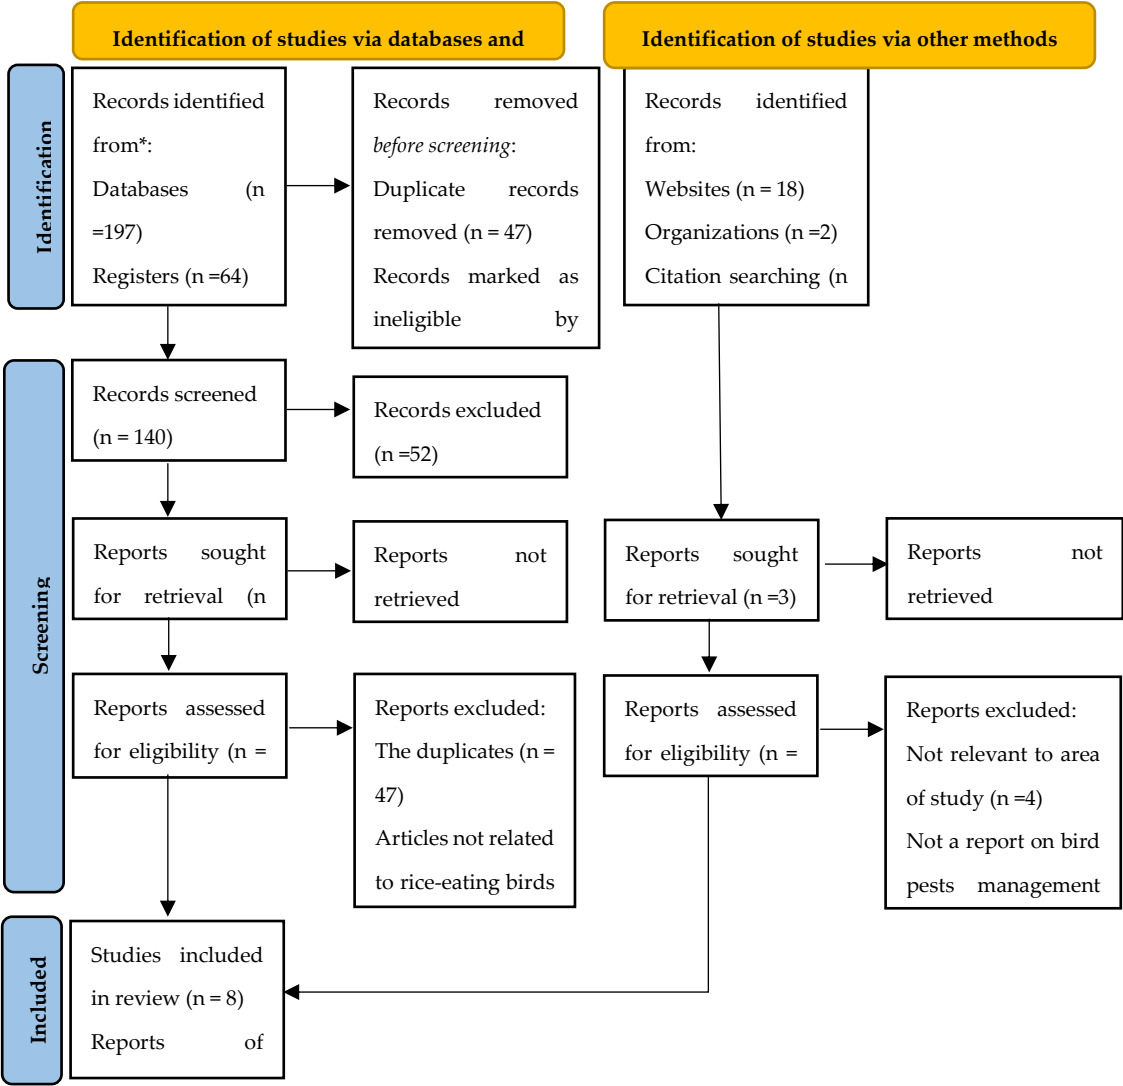 Identification of studies via databases and
Identification of studies via other methods
Identification
Records identified
from*:
Databases (n
=197)
Registers (n =64)
Records removed
before screening:
Duplicate records
removed (n = 47)
Records marked as
ineligible by
Records identified
from:
Websites (n = 18)
Organizations (n =2)
Citation searching (n
Screening
Records screened
(n = 140)
Records excluded
(n =52)
Reports sought
for retrieval (n
Reports not
retrieved
Reports sought
for retrieval (n =3)
Reports not
retrieved
Reports assessed
for eligibility (n =
Reports excluded:
The duplicates (n =
47)
Articles not related
to rice-eating birds
Reports assessed
for eligibility (n =
Reports excluded:
Not relevant to area
of study (n =4)
Not a report on bird
pests management
Included
Studies included
in review (n = 8)
Reports of